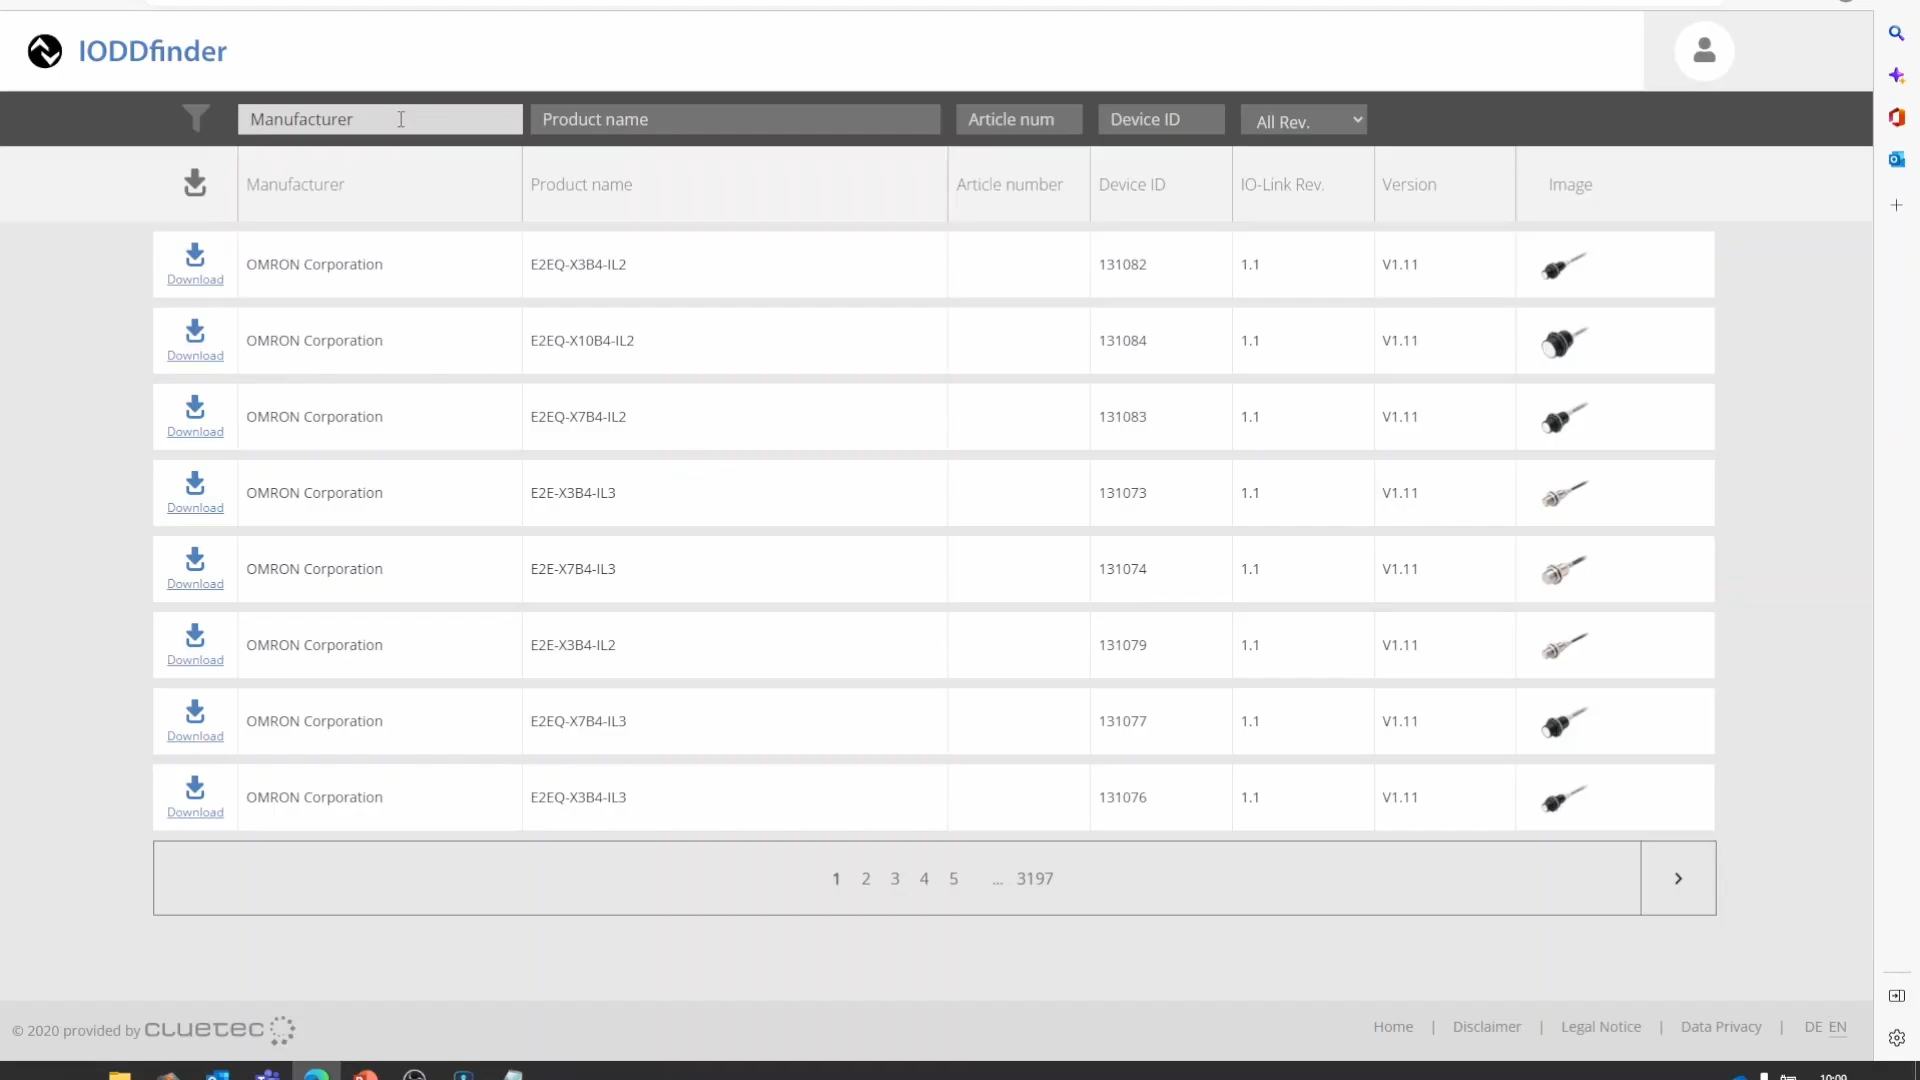 IODDfinder
Manufacturer Product name Article num Device ID All Rev.
Manufacturer Product name Article number Device ID IO-Link Rev. Version Image
Download OMRON Corporation E2EQ-X3B4-IL2 131082 1.1 V1.11
Download OMRON Corporation E2EQ-X10B4-IL2 131084 1.1 V1.11
Download OMRON Corporation E2EQ-X7B4-IL2 131083 1.1 V1.11
Download OMRON Corporation E2E-X3B4-IL3 131073 1.1 V1.11
Download OMRON Corporation E2E-X7B4-IL3 131074 1.1 V1.11
Download OMRON Corporation E2E-X3B4-IL2 131079 1.1 V1.11
Download OMRON Corporation E2EQ-X7B4-IL3 131077 1.1 V1.11
Download OMRON Corporation E2EQ-X3B4-IL3 131076 1.1 V1.11
1 2 3 4 5 ... 3197
© 2020 provided by cluetec Home | Disclaimer | Legal Notice | Data Privacy | DE EN
10:09